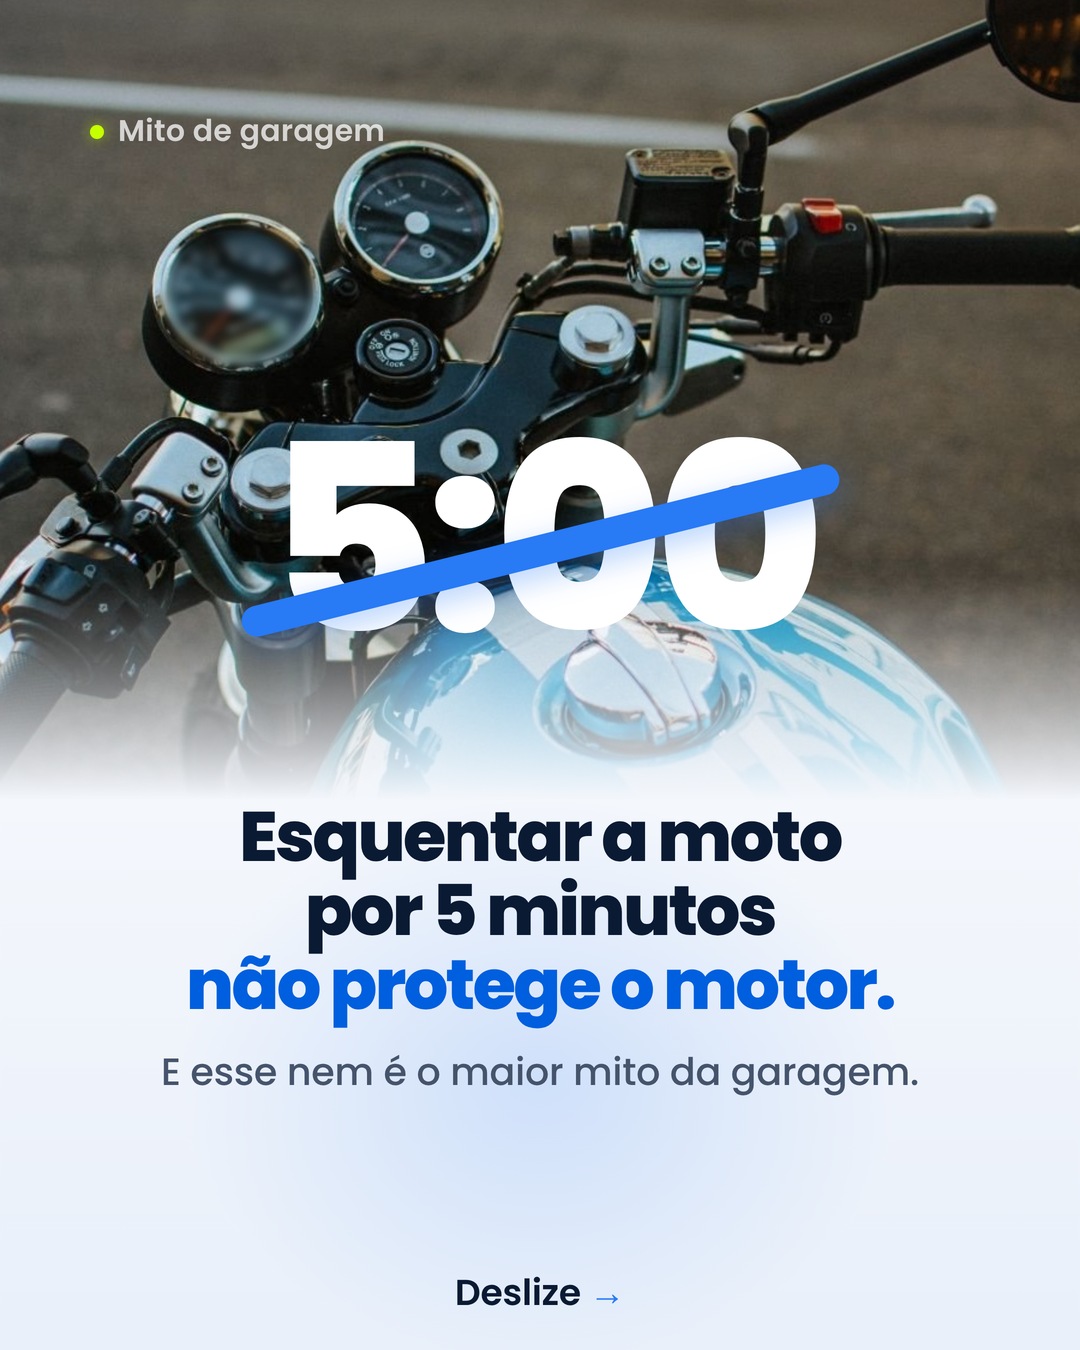 Mito de garagem
5:00
Esquentar a moto
por 5 minutos
não protege o motor.
E esse nem é o maior mito da garagem.
Deslize →